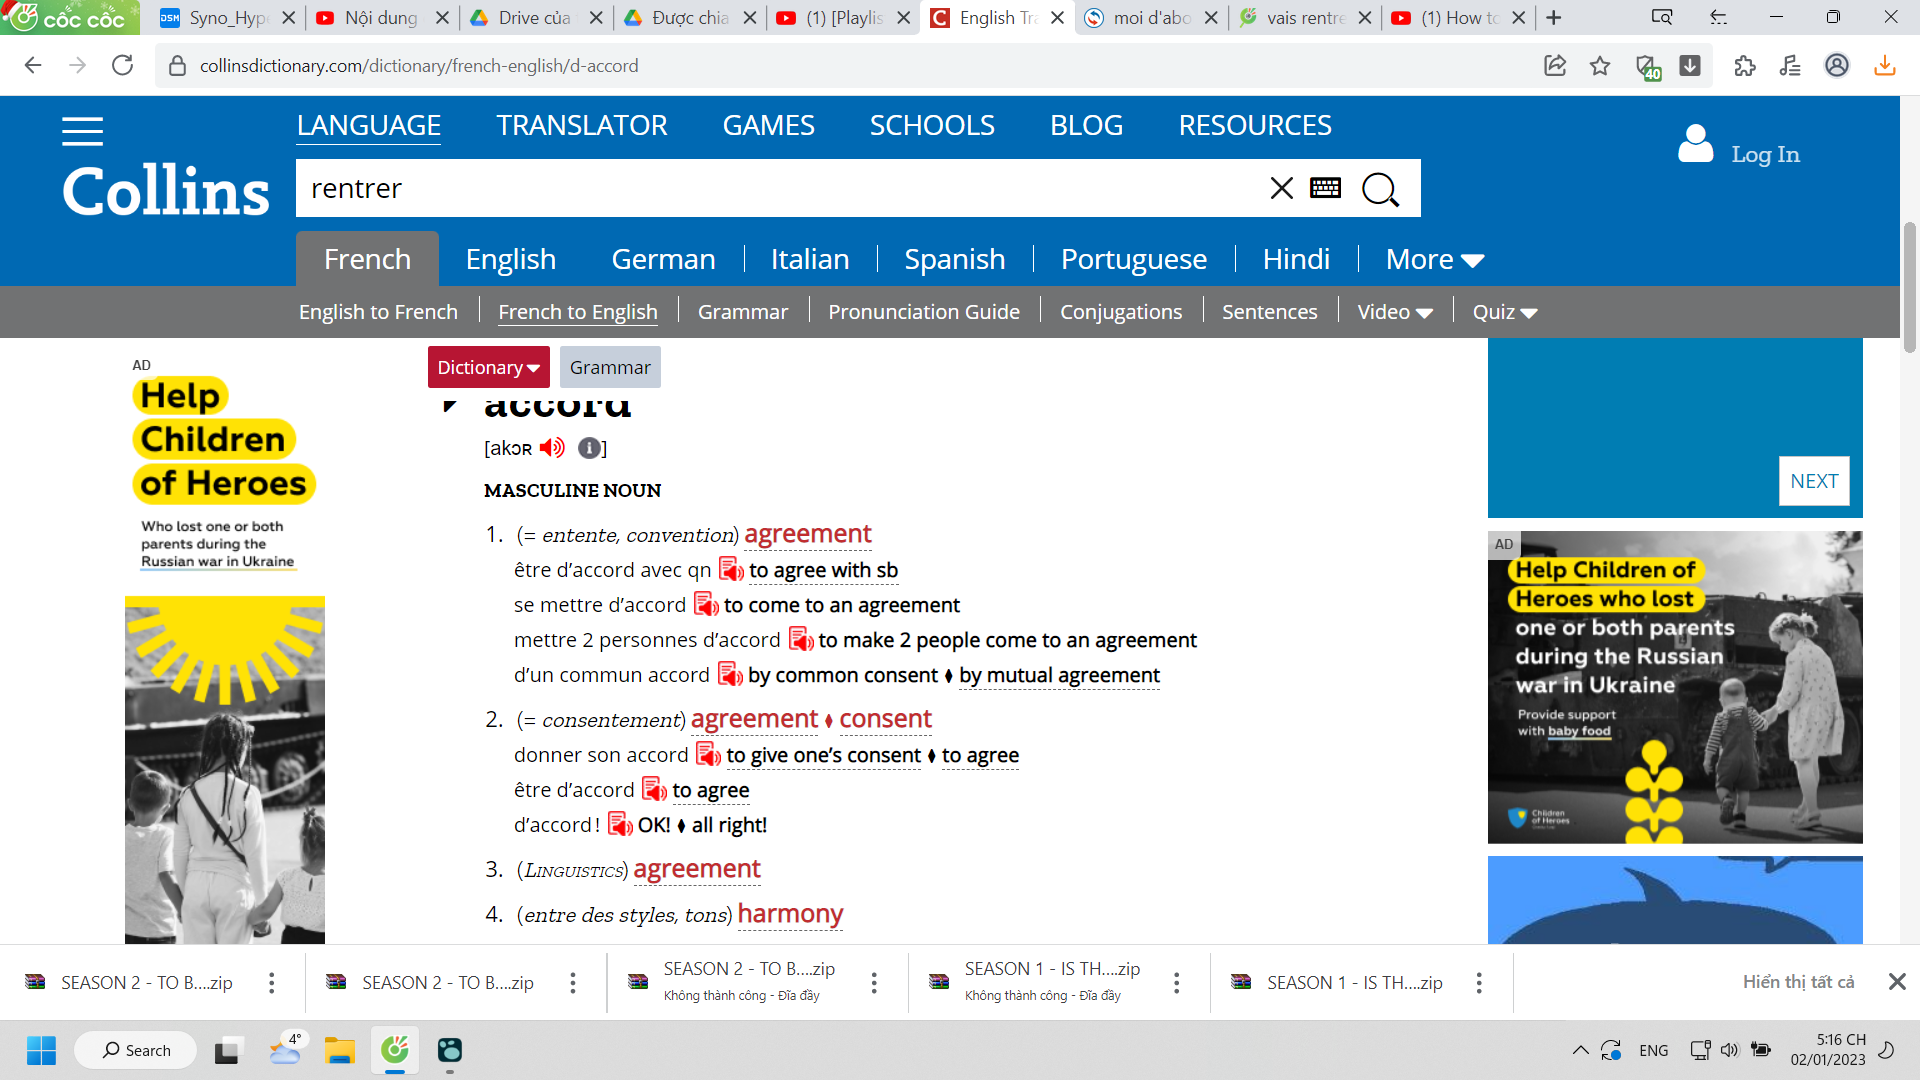 cốc cốc
Syno_Hype
Nội dung
Drive của
Được chia
(1) [Playlis
English Tra
moi d'abo
vais rentre
(1) How to
collinsdictionary.com/dictionary/french-english/d-accord
40
LANGUAGE TRANSLATOR GAMES SCHOOLS BLOG RESOURCES
Log In
Collins
rentrer
French English German Italian Spanish Portuguese Hindi More
English to French French to English Grammar Pronunciation Guide Conjugations Sentences Video Quiz
Dictionary Grammar
AD
Help
Children
of Heroes
Who lost one or both
parents during the
Russian war in Ukraine
accord
[akɔʀ ]
MASCULINE NOUN
1. (= entente, convention) agreement
être d’accord avec qn to agree with sb
se mettre d’accord to come to an agreement
mettre 2 personnes d’accord to make 2 people come to an agreement
d’un commun accord by common consent ⧫ by mutual agreement
2. (= consentement) agreement ⧫ consent
donner son accord to give one’s consent ⧫ to agree
être d’accord to agree
d’accord ! OK! ⧫ all right!
3. (Linguistics) agreement
4. (entre des styles, tons) harmony
NEXT
AD
Help Children of
Heroes who lost
one or both parents
during the Russian
war in Ukraine
Provide support
with baby food
Children
of Heroes
SEASON 2 - TO B....zip
SEASON 2 - TO B....zip
SEASON 2 - TO B....zip
Không thành công - Đĩa đầy
SEASON 1 - IS TH....zip
Không thành công - Đĩa đầy
SEASON 1 - IS TH....zip
Hiển thị tất cả
Search
4°
ENG
5:16 CH
02/01/2023